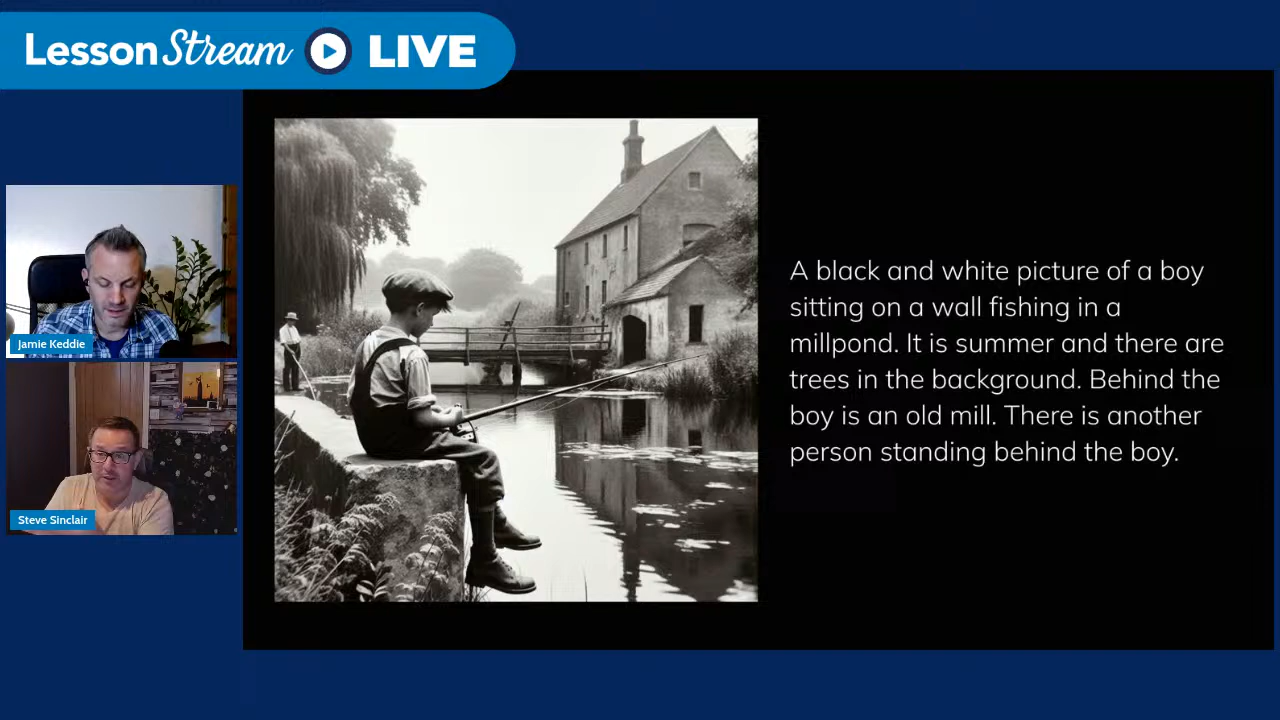 LessonStream LIVE
Jamie Keddie
Steve Sinclair
A black and white picture of a boy
sitting on a wall fishing in a
millpond. It is summer and there are
trees in the background. Behind the
boy is an old mill. There is another
person standing behind the boy.